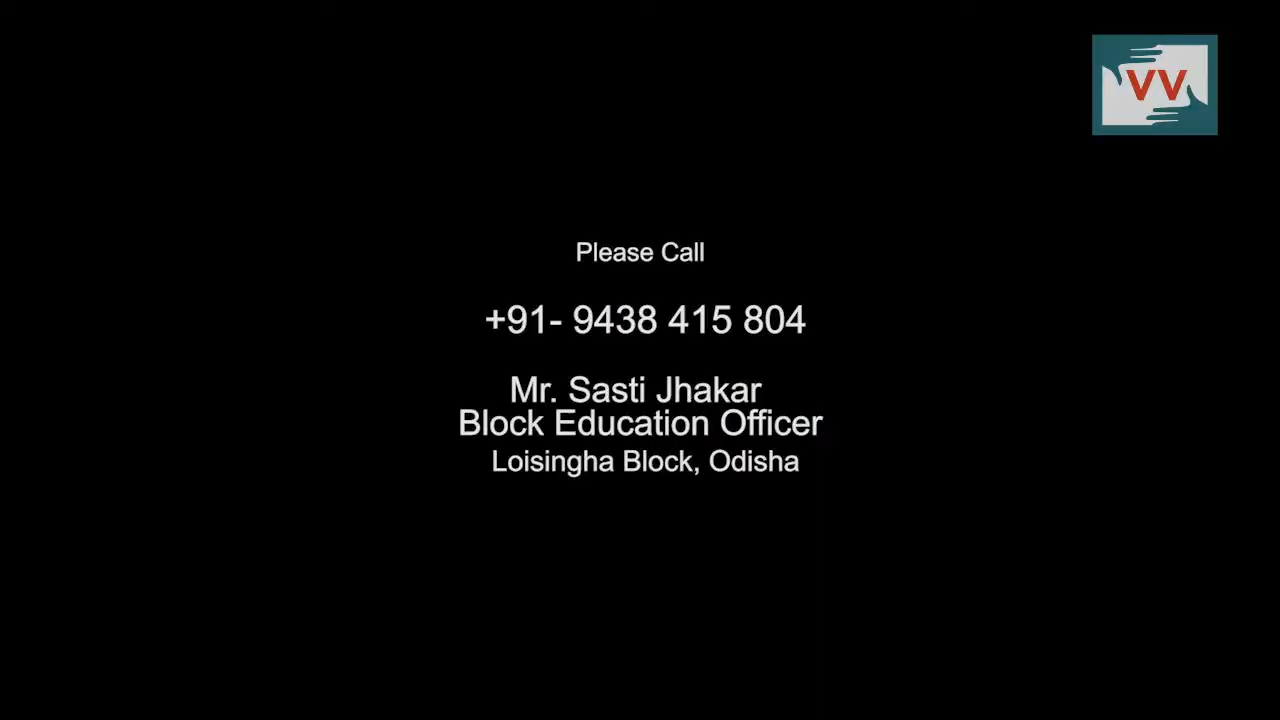 VV
Please Call
+91- 9438 415 804
Mr. Sasti Jhakar
Block Education Officer
Loisingha Block, Odisha